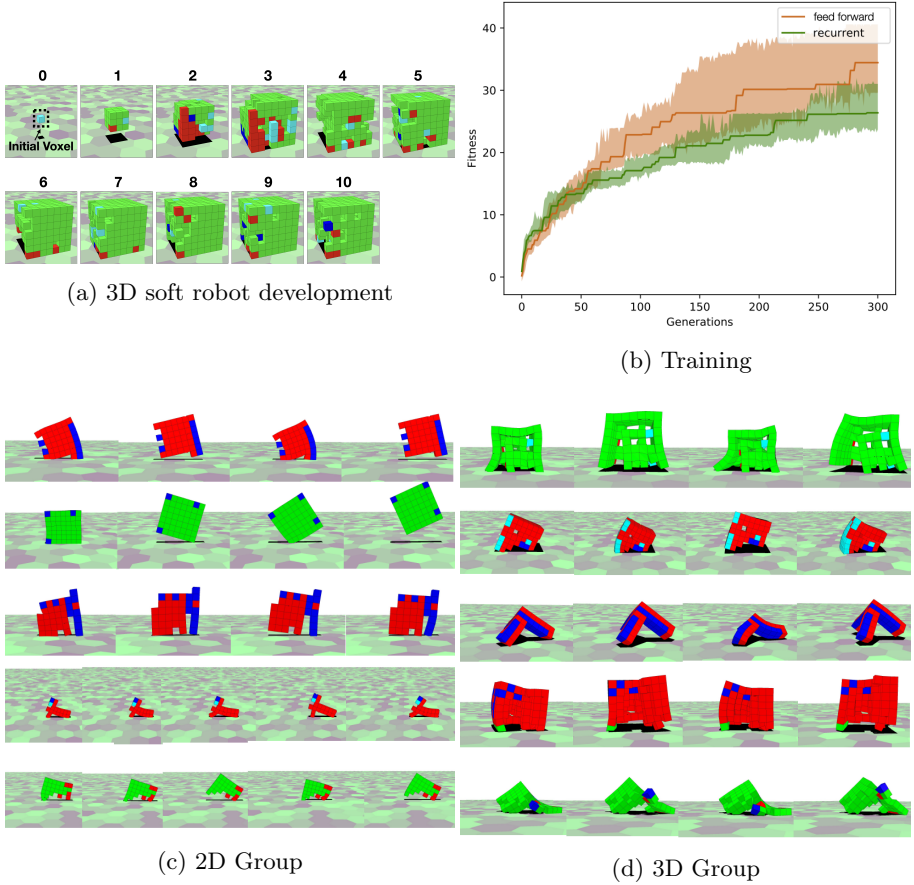 0 1 2 3 4 5
Initial Voxel
6 7 8 9 10
(a) 3D soft robot development
feed forward
recurrent
40
30
20
10
0
Fitness
0 50 100 150 200 250 300
Generations
(b) Training
(c) 2D Group
(d) 3D Group